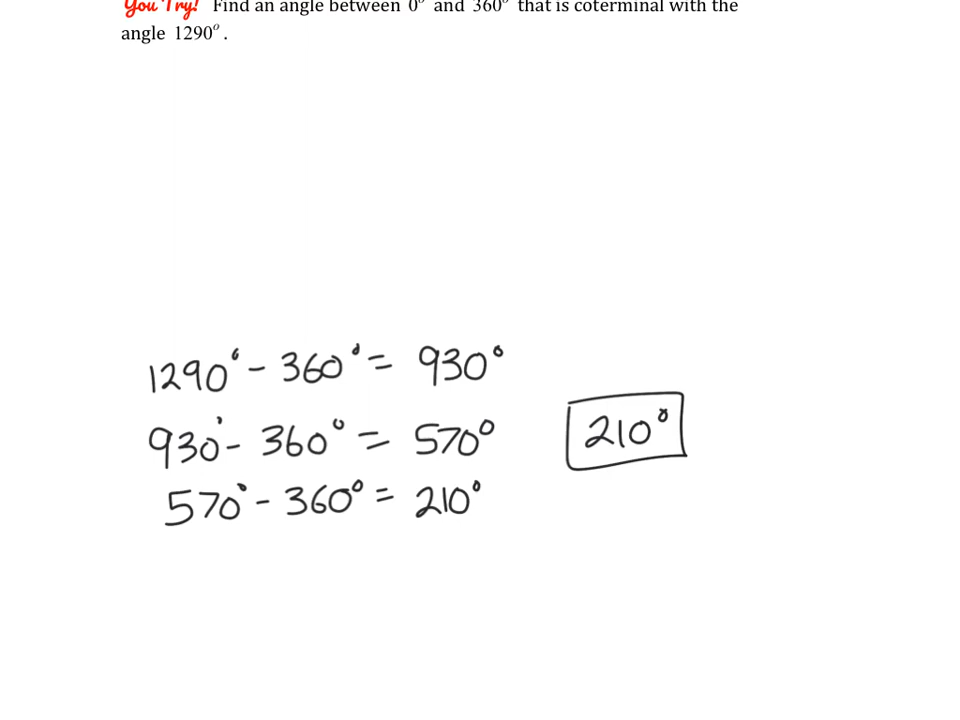 You Try! Find an angle between 0° and 360° that is coterminal with the
angle 1290°.
1290° - 360° = 930°
930° - 360° = 570°
570° - 360° = 210°
210°